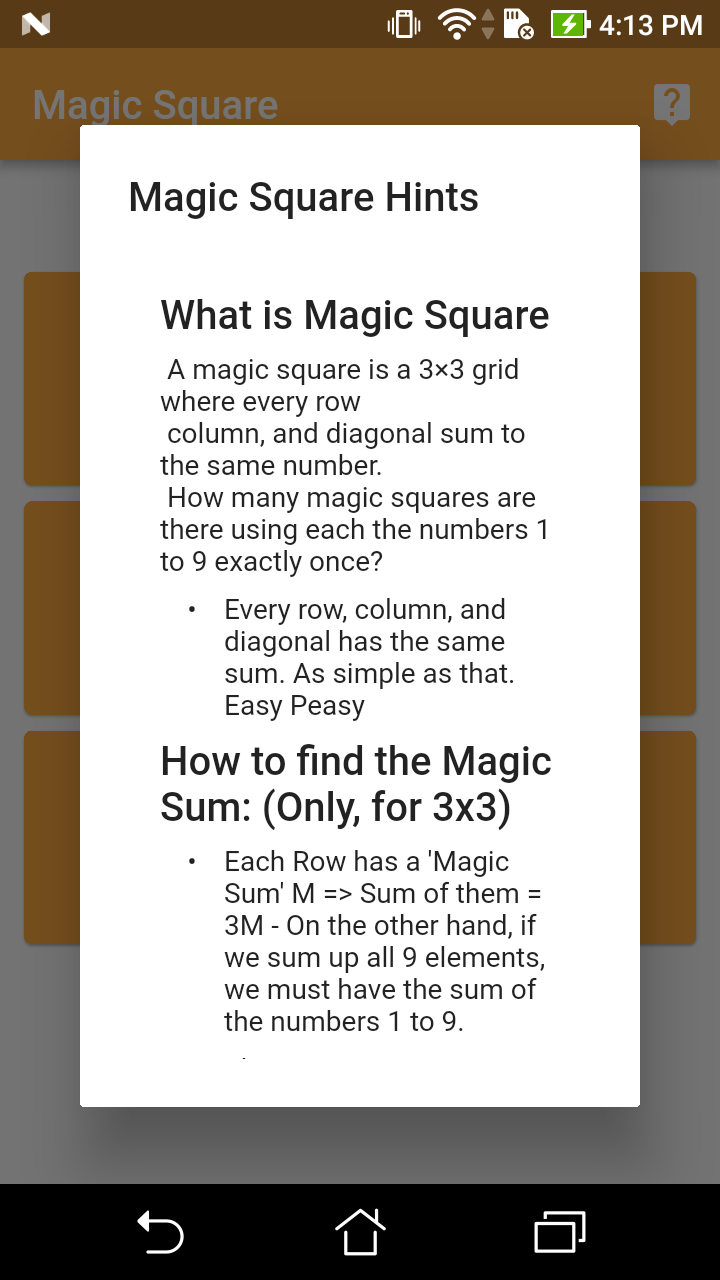 4:13 PM
Magic Square
Magic Square Hints
What is Magic Square
A magic square is a 3×3 grid
where every row
column, and diagonal sum to
the same number.
How many magic squares are
there using each the numbers 1
to 9 exactly once?
• Every row, column, and
diagonal has the same
sum. As simple as that.
Easy Peasy
How to find the Magic
Sum: (Only, for 3x3)
• Each Row has a 'Magic
Sum' M => Sum of them =
3M - On the other hand, if
we sum up all 9 elements,
we must have the sum of
the numbers 1 to 9.